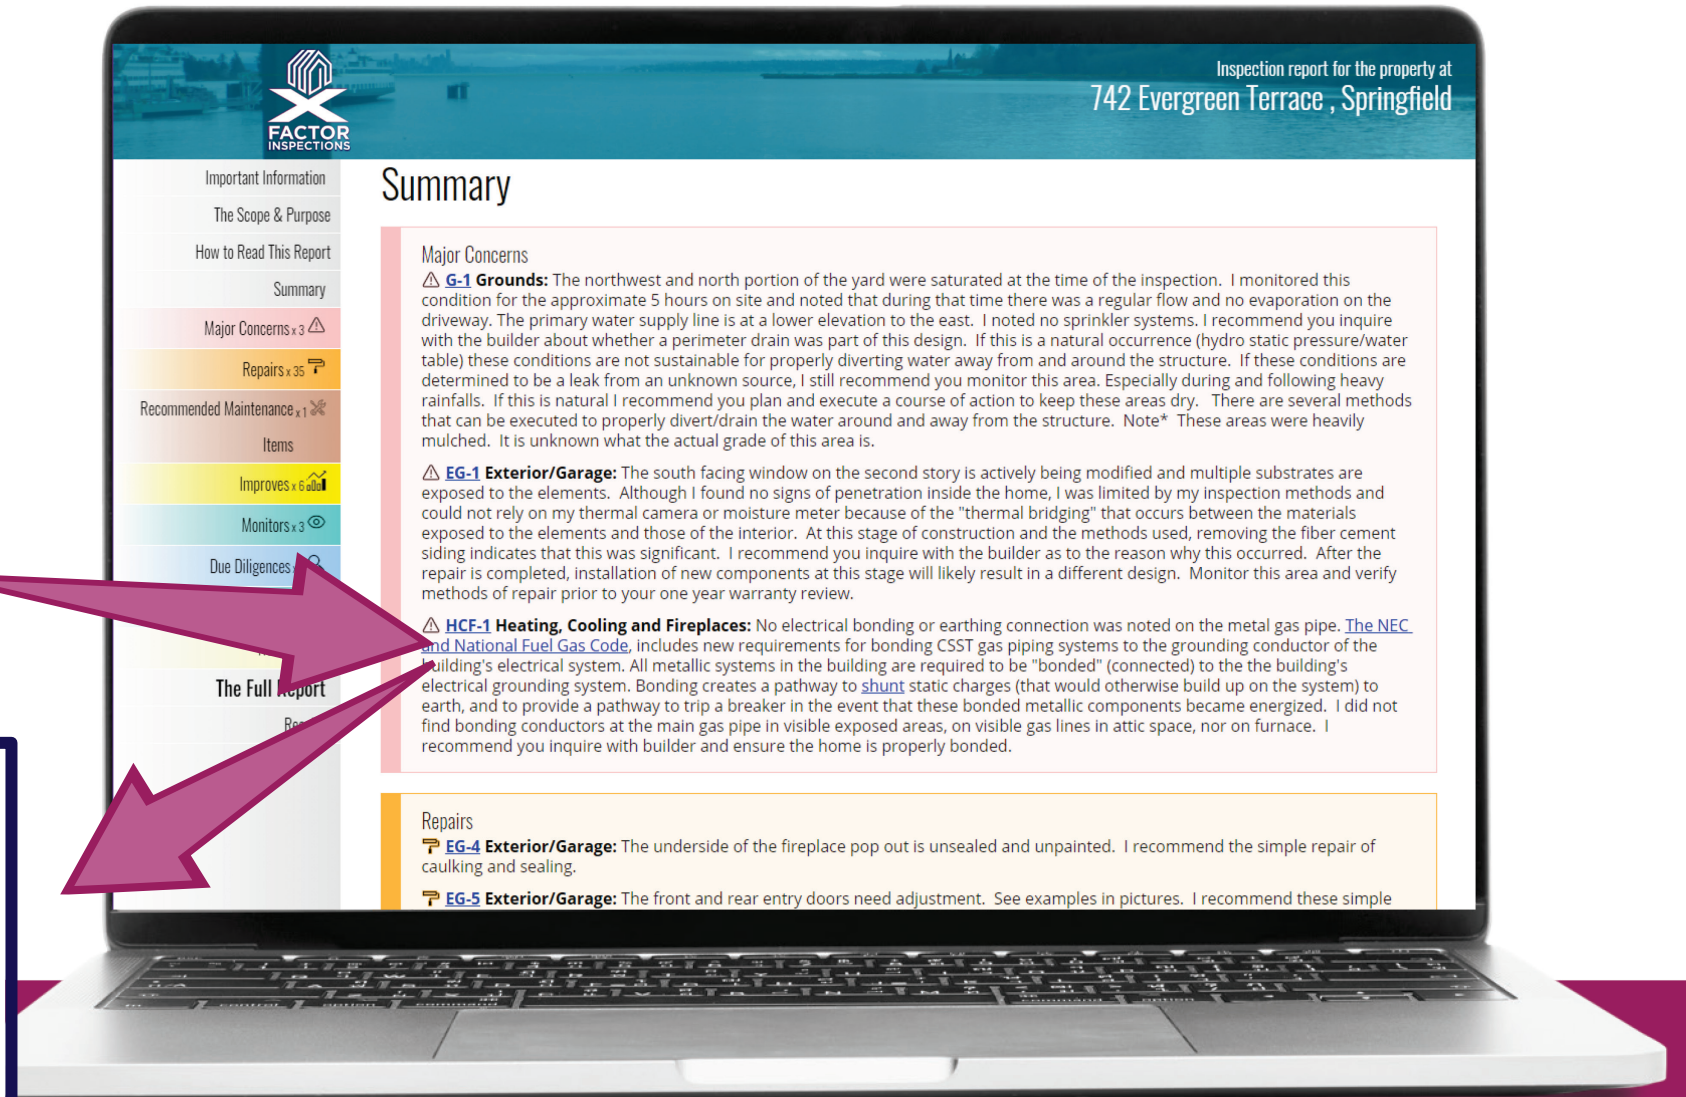 FACTOR
INSPECTIONS
Inspection report for the property at
742 Evergreen Terrace , Springfield
Important Information
The Scope & Purpose
How to Read This Report
Summary
Major Concerns x 3
Repairs x 35
Recommended Maintenance x 1
Items
Improves x 6
Monitors x 3
Due Diligences
The Full Report
Summary
Major Concerns
G-1 Grounds: The northwest and north portion of the yard were saturated at the time of the inspection. I monitored this
condition for the approximate 5 hours on site and noted that during that time there was a regular flow and no evaporation on the
driveway. The primary water supply line is at a lower elevation to the east. I noted no sprinkler systems. I recommend you inquire
with the builder about whether a perimeter drain was part of this design. If this is a natural occurrence (hydro static pressure/water
table) these conditions are not sustainable for properly diverting water away from and around the structure. If these conditions are
determined to be a leak from an unknown source, I still recommend you monitor this area. Especially during and following heavy
rainfalls. If this is natural I recommend you plan and execute a course of action to keep these areas dry. There are several methods
that can be executed to properly divert/drain the water around and away from the structure. Note* These areas were heavily
mulched. It is unknown what the actual grade of this area is.
EG-1 Exterior/Garage: The south facing window on the second story is actively being modified and multiple substrates are
exposed to the elements. Although I found no signs of penetration inside the home, I was limited by my inspection methods and
could not rely on my thermal camera or moisture meter because of the "thermal bridging" that occurs between the materials
exposed to the elements and those of the interior. At this stage of construction and the methods used, removing the fiber cement
siding indicates that this was significant. I recommend you inquire with the builder as to the reason why this occurred. After the
repair is completed, installation of new components at this stage will likely result in a different design. Monitor this area and verify
methods of repair prior to your one year warranty review.
HCF-1 Heating, Cooling and Fireplaces: No electrical bonding or earthing connection was noted on the metal gas pipe. The NEC
and National Fuel Gas Code, includes new requirements for bonding CSST gas piping systems to the grounding conductor of the
building's electrical system. All metallic systems in the building are required to be "bonded" (connected) to the the building's
electrical grounding system. Bonding creates a pathway to shunt static charges (that would otherwise build up on the system) to
earth, and to provide a pathway to trip a breaker in the event that these bonded metallic components became energized. I did not
find bonding conductors at the main gas pipe in visible exposed areas, on visible gas lines in attic space, nor on furnace. I
recommend you inquire with builder and ensure the home is properly bonded.
Repairs
EG-4 Exterior/Garage: The underside of the fireplace pop out is unsealed and unpainted. I recommend the simple repair of
caulking and sealing.
EG-5 Exterior/Garage: The front and rear entry doors need adjustment. See examples in pictures. I recommend these simple
control
option
command
command
option